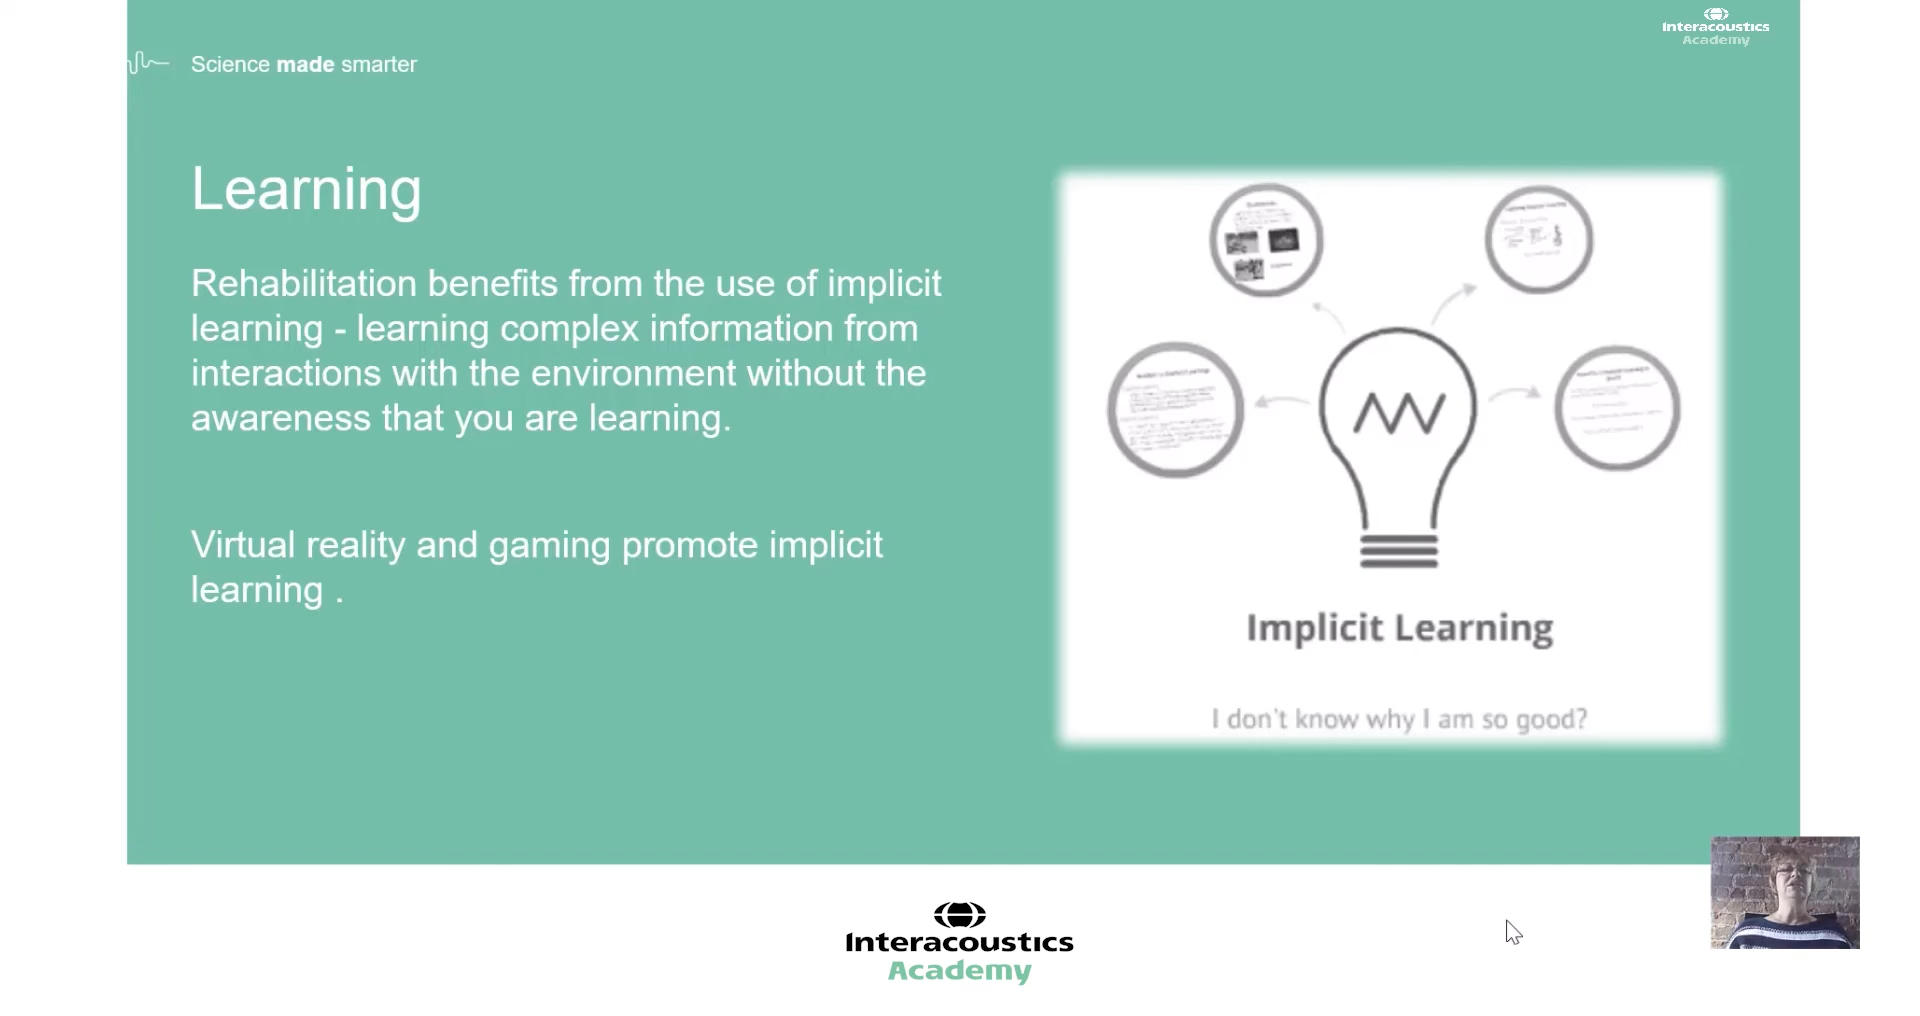 Interacoustics
Academy
Science made smarter
Learning
Rehabilitation benefits from the use of implicit
learning - learning complex information from
interactions with the environment without the
awareness that you are learning.
Virtual reality and gaming promote implicit
learning .
Implicit Learning
I don't know why I am so good?
Interacoustics
Academy